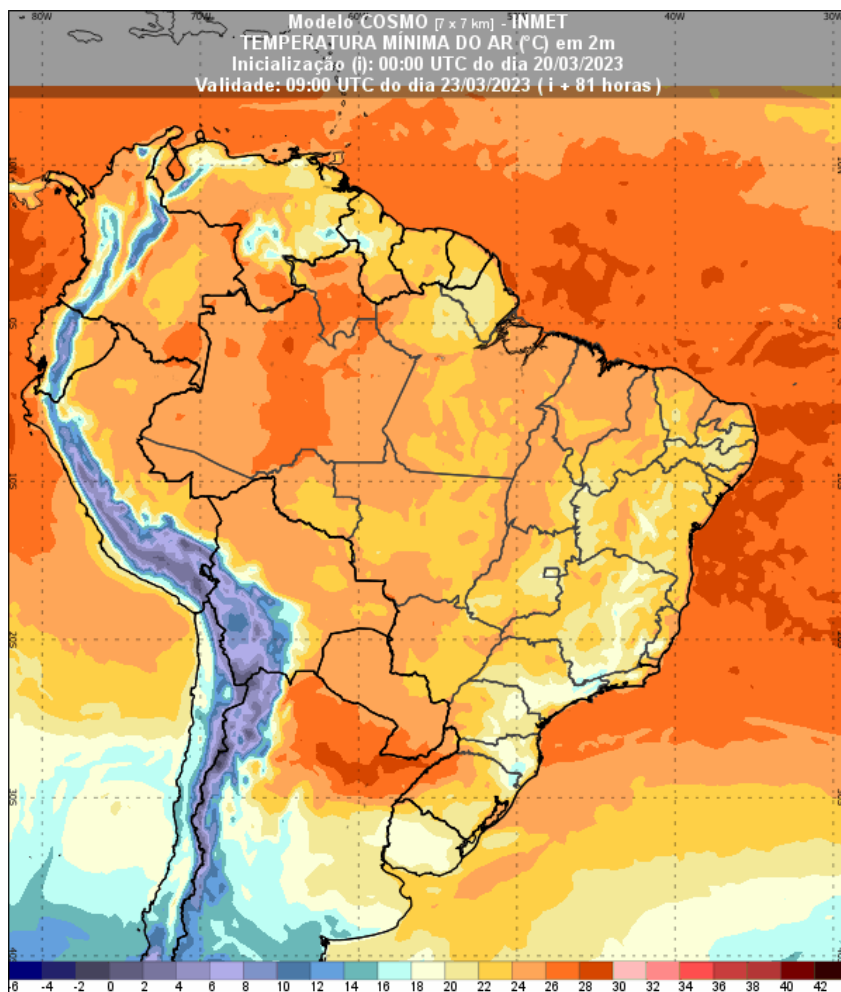 80W 70W 60W 50W 40W 30W
Modelo COSMO [7 x 7 km] - INMET
TEMPERATURA MÍNIMA DO AR (°C) em 2m
Inicialização (i): 00:00 UTC do dia 20/03/2023
Validade: 09:00 UTC do dia 23/03/2023 ( i + 81 horas )
-6 -4 -2 0 2 4 6 8 10 12 14 16 18 20 22 24 26 28 30 32 34 36 38 40 42